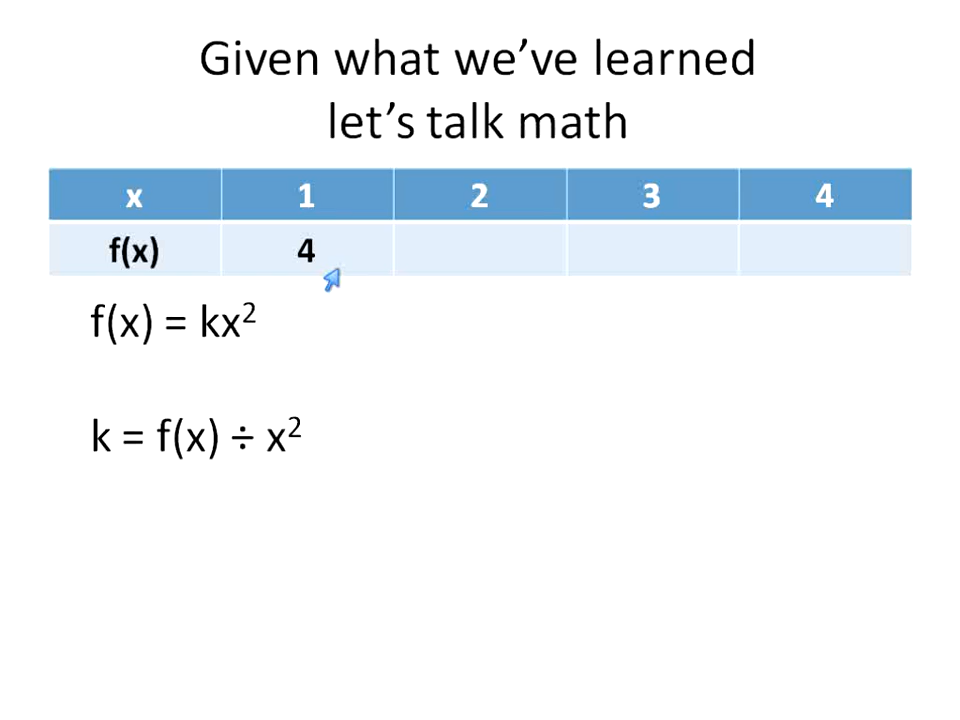 Given what we’ve learned
let’s talk math
x 1 2 3 4
f(x) 4
f(x) = kx²
k = f(x) ÷ x²